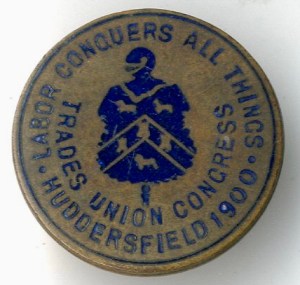 · LABOR CONQUERS ALL THINGS ·
HUDDERSFIELD 1900
TRADES UNION CONGRESS